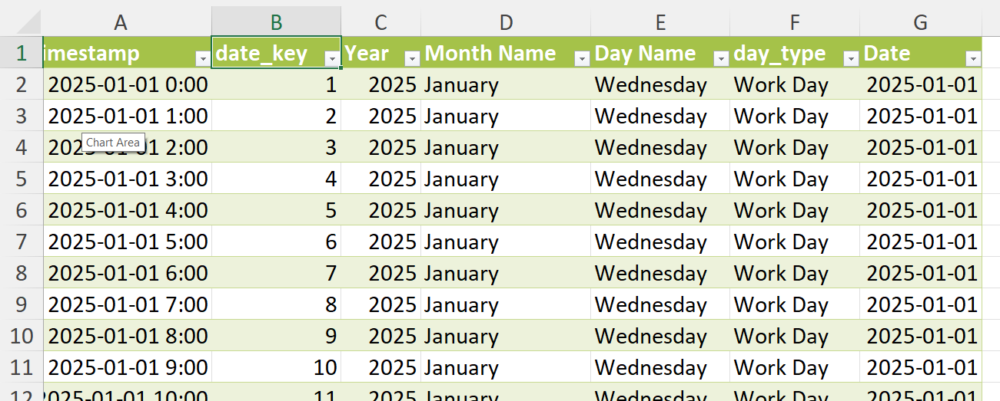 A B C D E F G
1 imestamp date_key Year Month Name Day Name day_type Date
2 2025-01-01 0:00 1 2025 January Wednesday Work Day 2025-01-01
3 2025-01-01 1:00 2 2025 January Wednesday Work Day 2025-01-01
Chart Area
4 2025-01-01 2:00 3 2025 January Wednesday Work Day 2025-01-01
5 2025-01-01 3:00 4 2025 January Wednesday Work Day 2025-01-01
6 2025-01-01 4:00 5 2025 January Wednesday Work Day 2025-01-01
7 2025-01-01 5:00 6 2025 January Wednesday Work Day 2025-01-01
8 2025-01-01 6:00 7 2025 January Wednesday Work Day 2025-01-01
9 2025-01-01 7:00 8 2025 January Wednesday Work Day 2025-01-01
10 2025-01-01 8:00 9 2025 January Wednesday Work Day 2025-01-01
11 2025-01-01 9:00 10 2025 January Wednesday Work Day 2025-01-01
12 2025-01-01 10:00 11 2025 January Wednesday Work Day 2025-01-01